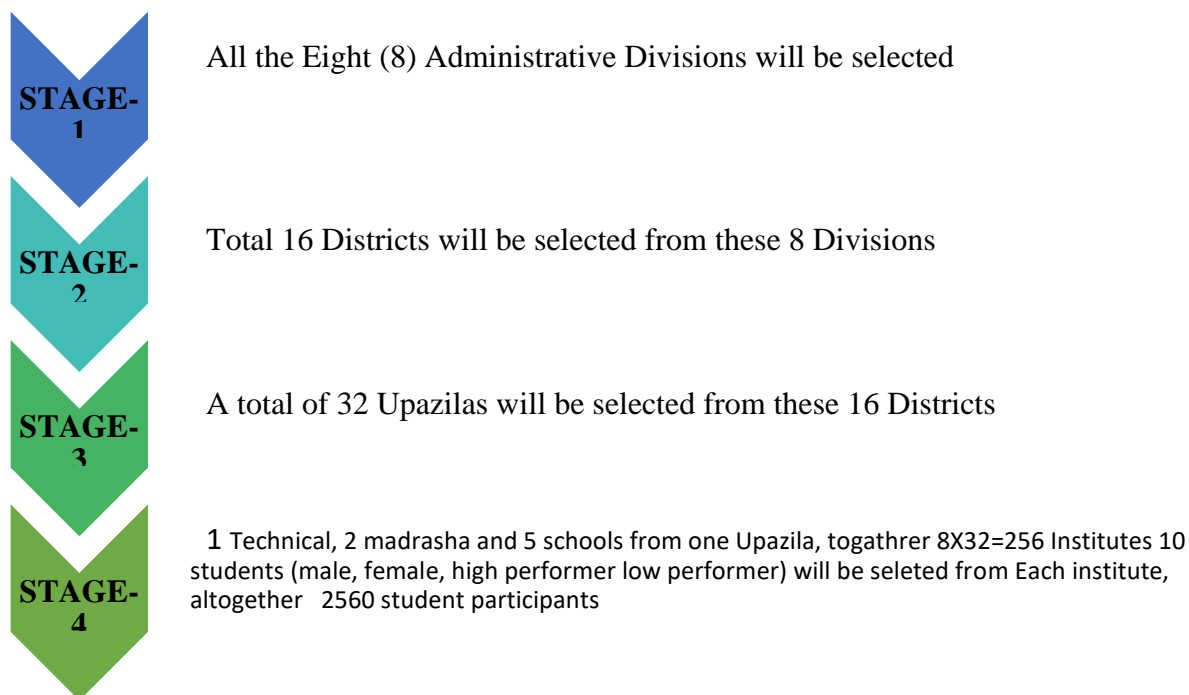 STAGE-
1
All the Eight (8) Administrative Divisions will be selected
STAGE-
2
Total 16 Districts will be selected from these 8 Divisions
STAGE-
3
A total of 32 Upazilas will be selected from these 16 Districts
STAGE-
4
1 Technical, 2 madrasha and 5 schools from one Upazila, togathrer 8X32=256 Institutes 10
students (male, female, high performer low performer) will be seleted from Each institute,
altogether 2560 student participants